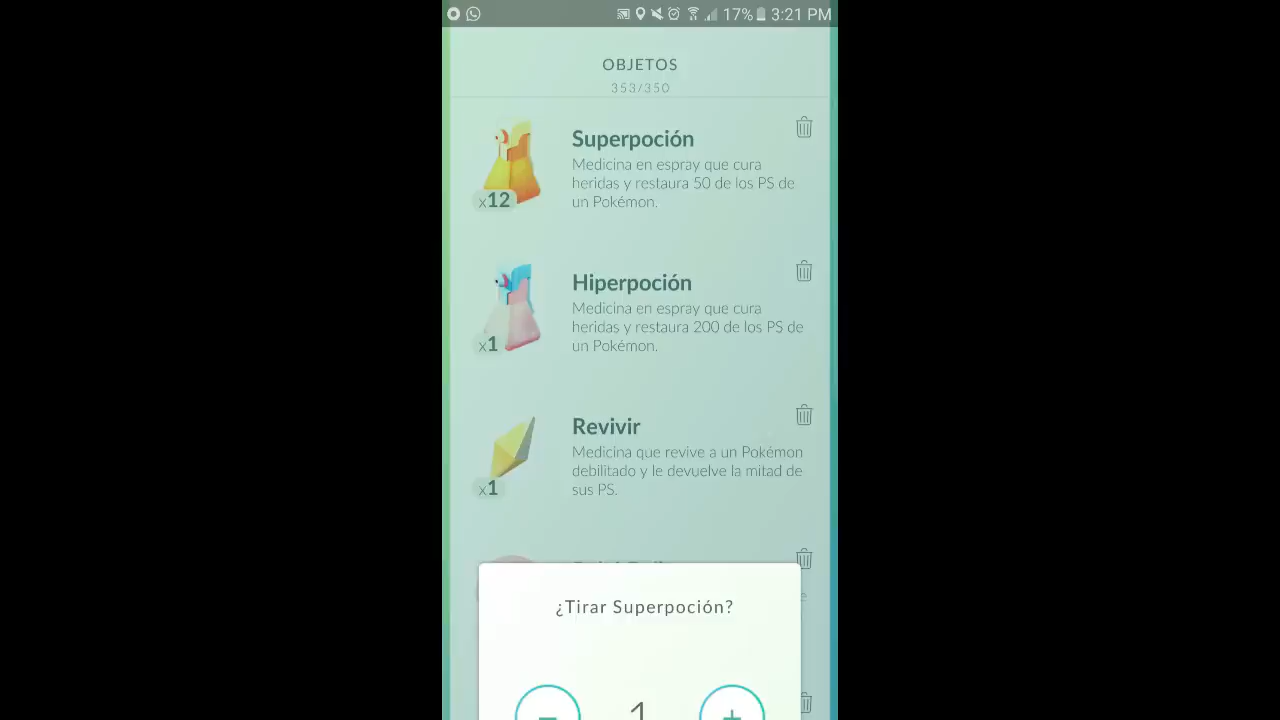 17% 3:21 PM
OBJETOS
353/350
Superpoción
Medicina en espray que cura
heridas y restaura 50 de los PS de
un Pokémon.
x12
Hiperpoción
Medicina en espray que cura
heridas y restaura 200 de los PS de
un Pokémon.
x1
Revivir
Medicina que revive a un Pokémon
debilitado y le devuelve la mitad de
sus PS.
x1
¿Tirar Superpoción?
- 1 +